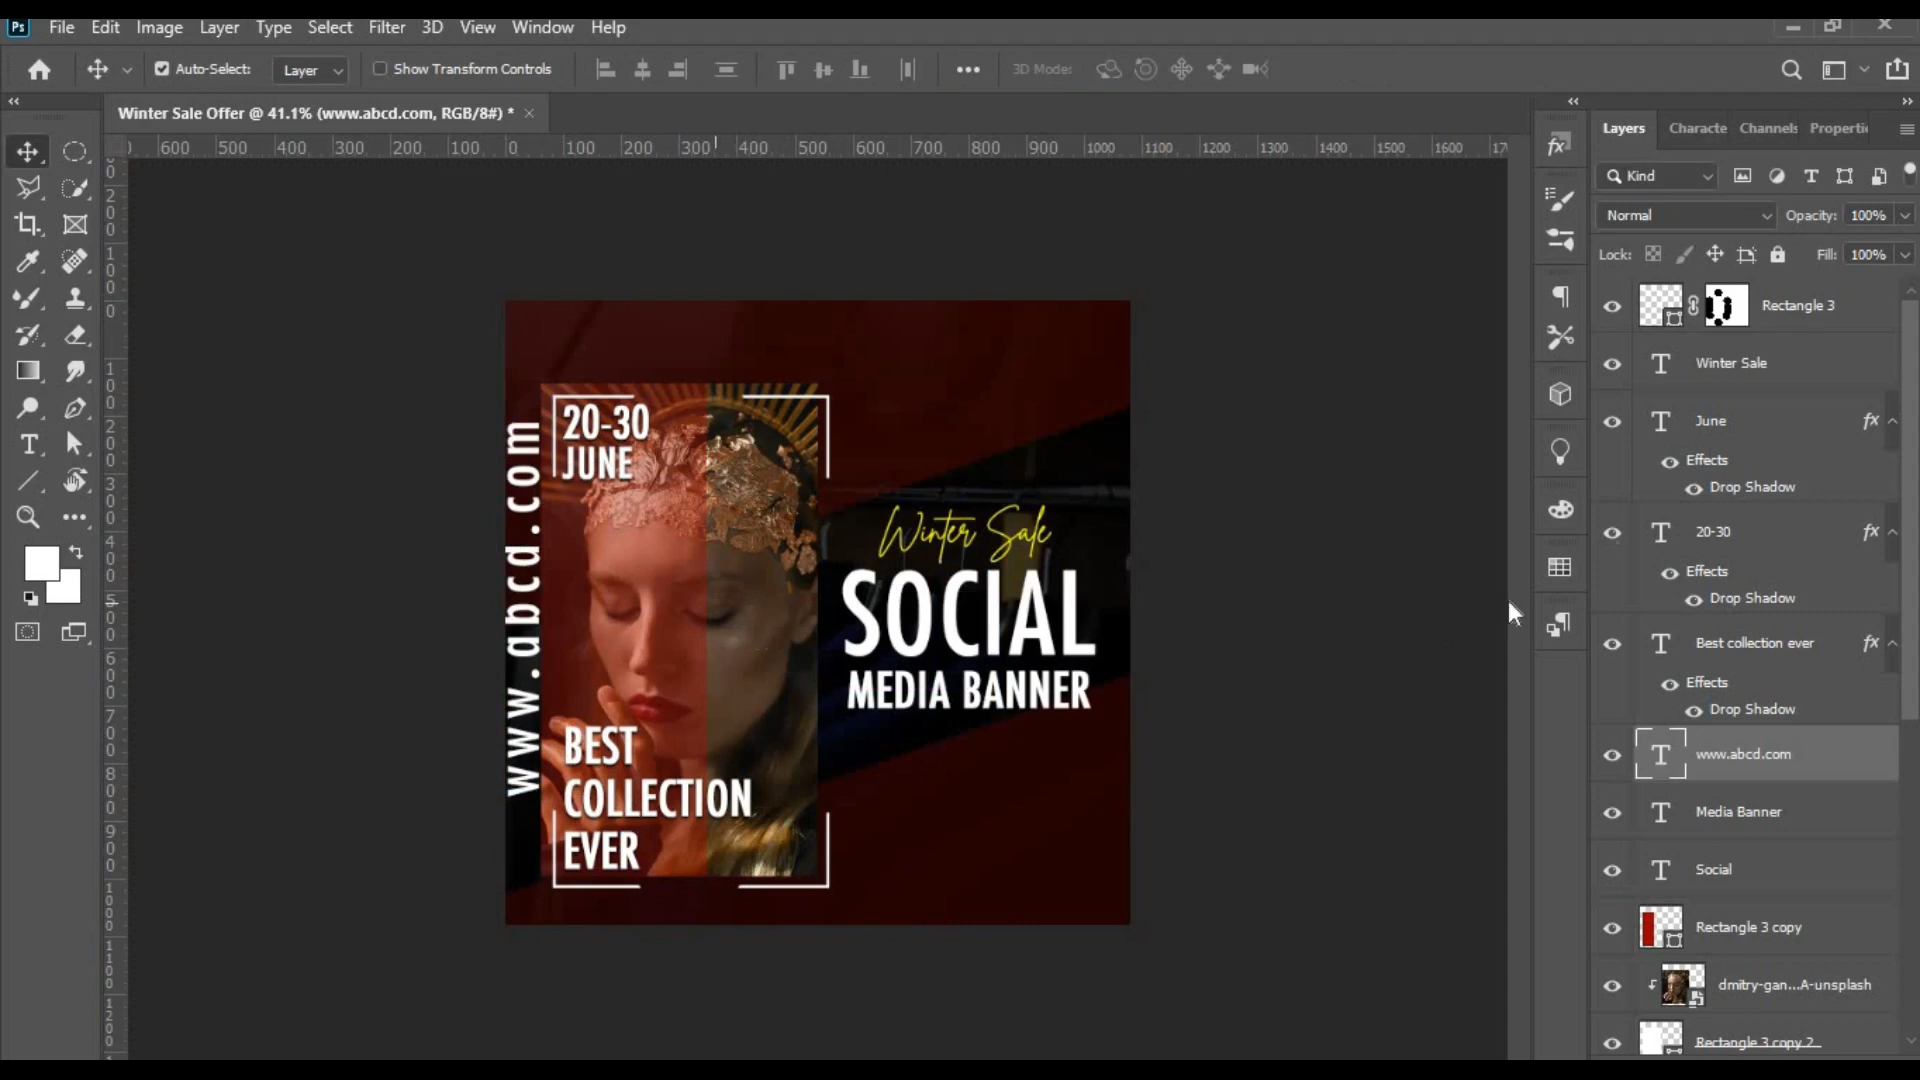 Ps File Edit Image Layer Type Select Filter 3D View Window Help
Auto-Select: Layer Show Transform Controls 3D Mode:
Winter Sale Offer @ 41.1% (www.abcd.com, RGB/8#) *
600 500 400 300 200 100 0 100 200 300 400 500 600 700 800 900 1000 1100 1200 1300 1400 1500 1600
www.abcd.com
20-30
JUNE
BEST
COLLECTION
EVER
Winter Sale
SOCIAL
MEDIA BANNER
Layers Characte Channels Properti
Kind
Normal Opacity: 100%
Lock: Fill: 100%
Rectangle 3
Winter Sale
June fx
Effects
Drop Shadow
20-30 fx
Effects
Drop Shadow
Best collection ever fx
Effects
Drop Shadow
www.abcd.com
Media Banner
Social
Rectangle 3 copy
dmitry-gan...A-unsplash
Rectangle 3 copy 2